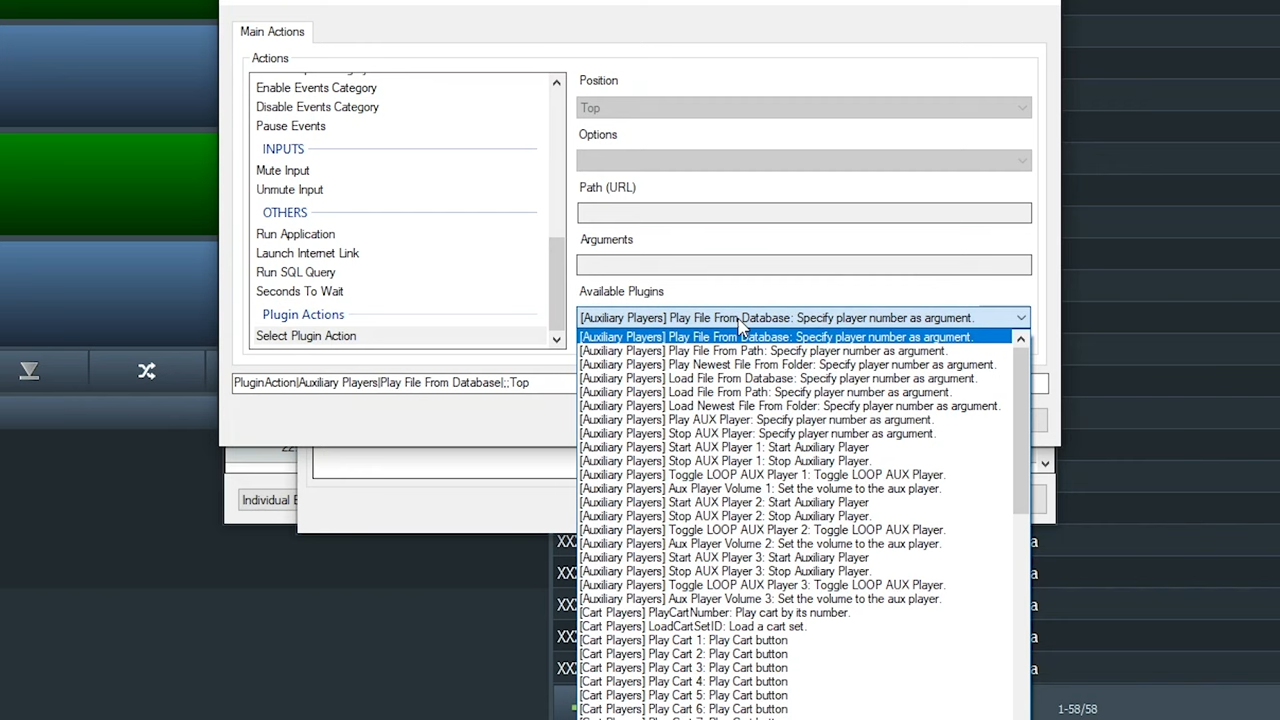 Main Actions
Actions
Enable Events Category
Disable Events Category
Pause Events
INPUTS
Mute Input
Unmute Input
OTHERS
Run Application
Launch Internet Link
Run SQL Query
Seconds To Wait
Plugin Actions
Select Plugin Action
Position
Top
Options
Path (URL)
Arguments
Available Plugins
[Auxiliary Players] Play File From Database: Specify player number as argument.
[Auxiliary Players] Play File From Database: Specify player number as argument.
[Auxiliary Players] Play File From Path: Specify player number as argument.
[Auxiliary Players] Play Newest File From Folder: Specify player number as argument.
[Auxiliary Players] Load File From Database: Specify player number as argument.
[Auxiliary Players] Load File From Path: Specify player number as argument.
[Auxiliary Players] Load Newest File From Folder: Specify player number as argument.
[Auxiliary Players] Play AUX Player: Specify player number as argument.
[Auxiliary Players] Stop AUX Player: Specify player number as argument.
[Auxiliary Players] Start AUX Player 1: Start Auxiliary Player
[Auxiliary Players] Stop AUX Player 1: Stop Auxiliary Player.
[Auxiliary Players] Toggle LOOP AUX Player 1: Toggle LOOP AUX Player.
[Auxiliary Players] Aux Player Volume 1: Set the volume to the aux player.
[Auxiliary Players] Start AUX Player 2: Start Auxiliary Player
[Auxiliary Players] Stop AUX Player 2: Stop Auxiliary Player.
[Auxiliary Players] Toggle LOOP AUX Player 2: Toggle LOOP AUX Player.
[Auxiliary Players] Aux Player Volume 2: Set the volume to the aux player.
[Auxiliary Players] Start AUX Player 3: Start Auxiliary Player
[Auxiliary Players] Stop AUX Player 3: Stop Auxiliary Player.
[Auxiliary Players] Toggle LOOP AUX Player 3: Toggle LOOP AUX Player.
[Auxiliary Players] Aux Player Volume 3: Set the volume to the aux player.
[Cart Players] PlayCartNumber: Play cart by its number.
[Cart Players] LoadCartSetID: Load a cart set.
[Cart Players] Play Cart 1: Play Cart button
[Cart Players] Play Cart 2: Play Cart button
[Cart Players] Play Cart 3: Play Cart button
[Cart Players] Play Cart 4: Play Cart button
[Cart Players] Play Cart 5: Play Cart button
[Cart Players] Play Cart 6: Play Cart button
PluginAction|Auxiliary Players|Play File From Database|;;Top
22
Individual E
XX
a
XX
a
XX
a
XX
a
XX
a
1-58/58